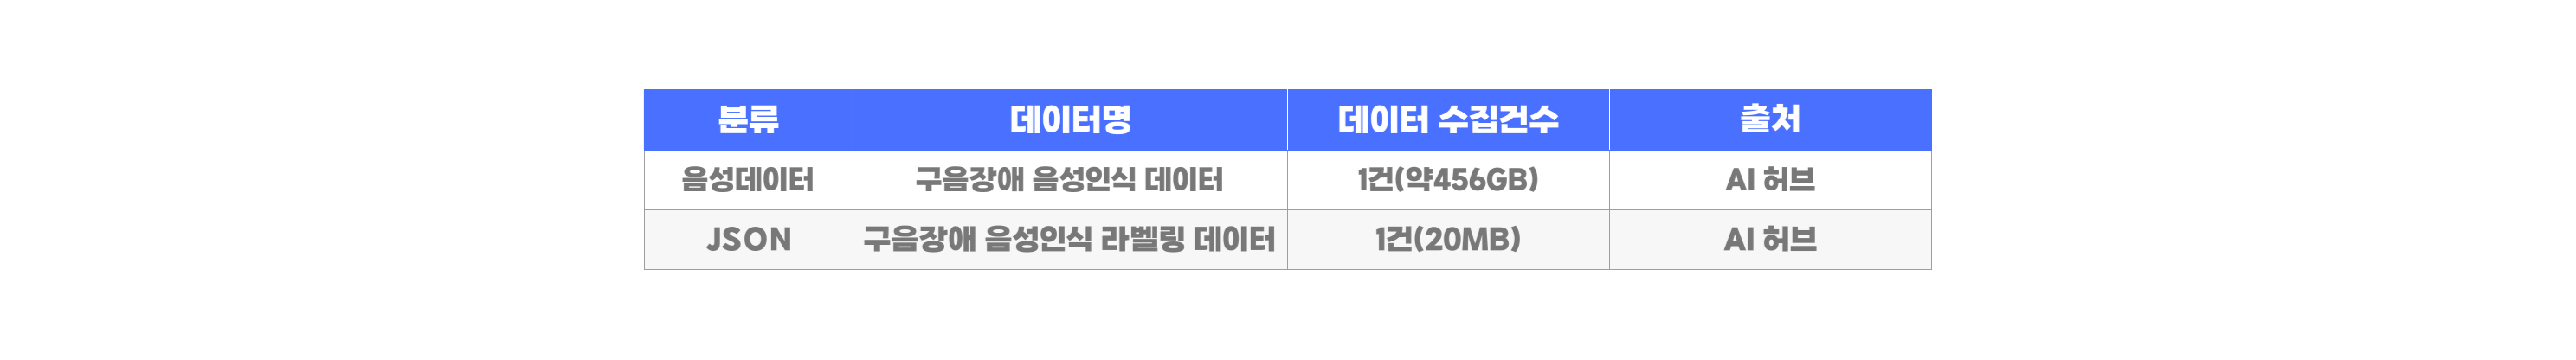 분류 데이터명 데이터 수집건수 출처
음성데이터 구음장애 음성인식 데이터 1건(약456GB) AI 허브
JSON 구음장애 음성인식 라벨링 데이터 1건(20MB) AI 허브